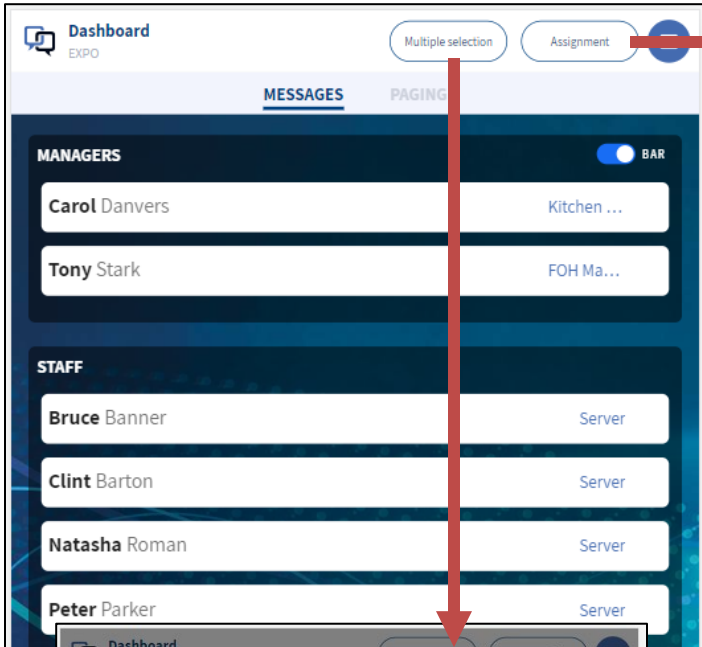 Dashboard
EXPO
Multiple selection
Assignment
MESSAGES
PAGING
MANAGERS
BAR
Carol Danvers
Kitchen ...
Tony Stark
FOH Ma...
STAFF
Bruce Banner
Server
Clint Barton
Server
Natasha Roman
Server
Peter Parker
Server
Dashboard